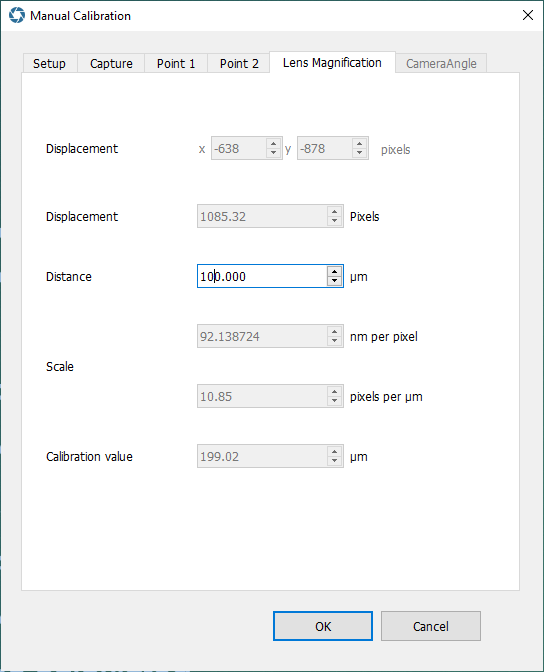 Manual Calibration
Setup Capture Point 1 Point 2 Lens Magnification CameraAngle
Displacement x -638 y -878 pixels
Displacement 1085.32 Pixels
Distance 100.000 µm
92.138724 nm per pixel
Scale
10.85 pixels per µm
Calibration value 199.02 µm
OK Cancel